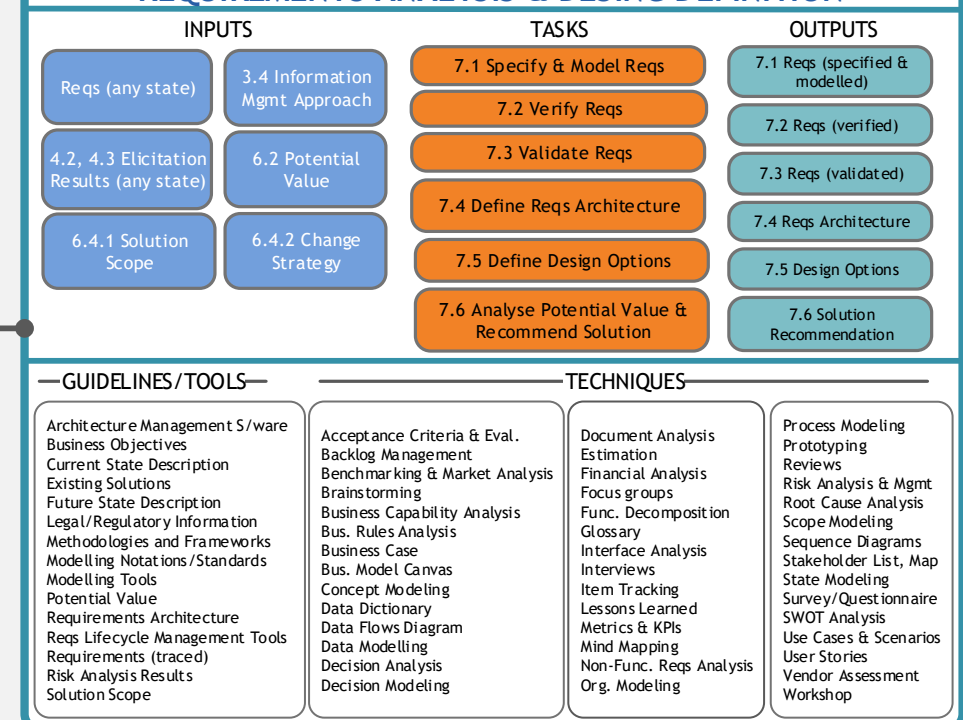 REQUIREMENTS ANALYSIS & DESING DEFINITION
INPUTS
Reqs (any state)
3.4 Information
Mgmt Approach
4.2, 4.3 Elicitation
Results (any state)
6.2 Potential
Value
6.4.1 Solution
Scope
6.4.2 Change
Strategy
TASKS
7.1 Specify & Model Reqs
7.2 Verify Reqs
7.3 Validate Reqs
7.4 Define Reqs Architecture
7.5 Define Design Options
7.6 Analyse Potential Value &
Recommend Solution
OUTPUTS
7.1 Reqs (specified &
modelled)
7.2 Reqs (verified)
7.3 Reqs (validated)
7.4 Reqs Architecture
7.5 Design Options
7.6 Solution
Recommendation
GUIDELINES/TOOLS
Architecture Management S/ware
Business Objectives
Current State Description
Existing Solutions
Future State Description
Legal/Regulatory Information
Methodologies and Frameworks
Modelling Notations/Standards
Modelling Tools
Potential Value
Requirements Architecture
Reqs Lifecycle Management Tools
Requirements (traced)
Risk Analysis Results
Solution Scope
TECHNIQUES
Acceptance Criteria & Eval.
Backlog Management
Benchmarking & Market Analysis
Brainstorming
Business Capability Analysis
Bus. Rules Analysis
Business Case
Bus. Model Canvas
Concept Modeling
Data Dictionary
Data Flows Diagram
Data Modelling
Decision Analysis
Decision Modeling
Document Analysis
Estimation
Financial Analysis
Focus groups
Func. Decomposition
Glossary
Interface Analysis
Interviews
Item Tracking
Lessons Learned
Metrics & KPIs
Mind Mapping
Non-Func. Reqs Analysis
Org. Modeling
Process Modeling
Prototyping
Reviews
Risk Analysis & Mgmt
Root Cause Analysis
Scope Modeling
Sequence Diagrams
Stakeholder List, Map
State Modeling
Survey/Questionnaire
SWOT Analysis
Use Cases & Scenarios
User Stories
Vendor Assessment
Workshop